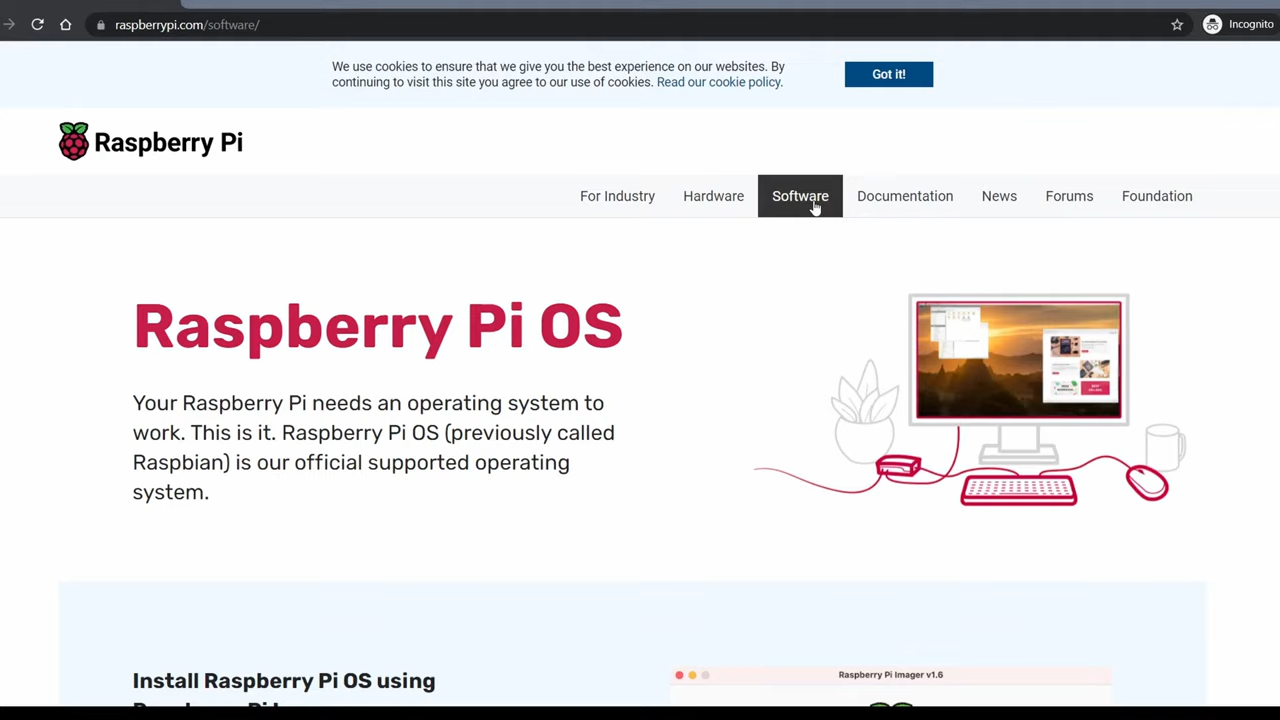 raspberrypi.com/software/
Incognito
We use cookies to ensure that we give you the best experience on our websites. By
continuing to visit this site you agree to our use of cookies. Read our cookie policy.
Got it!
Raspberry Pi
For Industry Hardware Software Documentation News Forums Foundation
Raspberry Pi OS
Your Raspberry Pi needs an operating system to
work. This is it. Raspberry Pi OS (previously called
Raspbian) is our official supported operating
system.
Install Raspberry Pi OS using
Raspberry Pi Imager v1.6